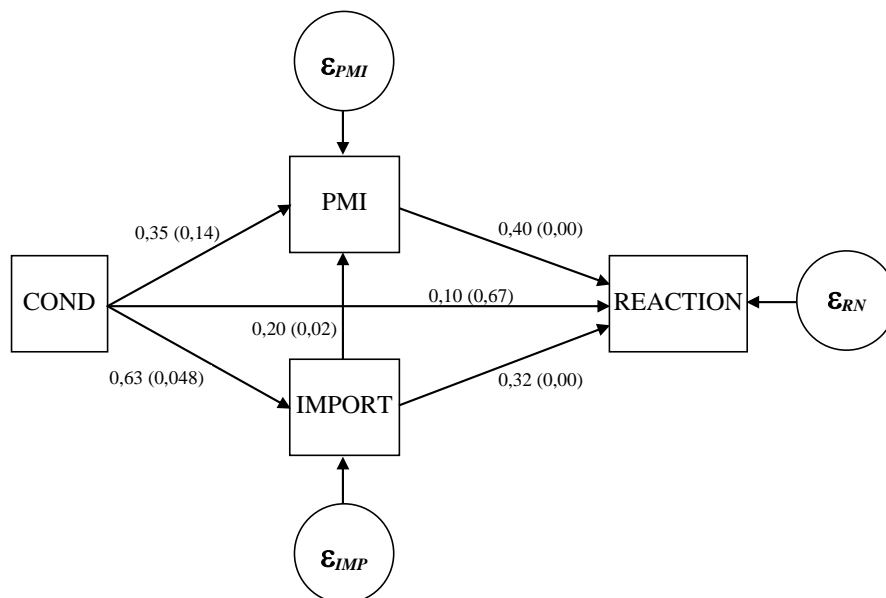 εPMI
PMI
0,35 (0,14)
0,40 (0,00)
COND
0,10 (0,67)
REACTION
εRN
0,20 (0,02)
0,63 (0,048)
0,32 (0,00)
IMPORT
εIMP